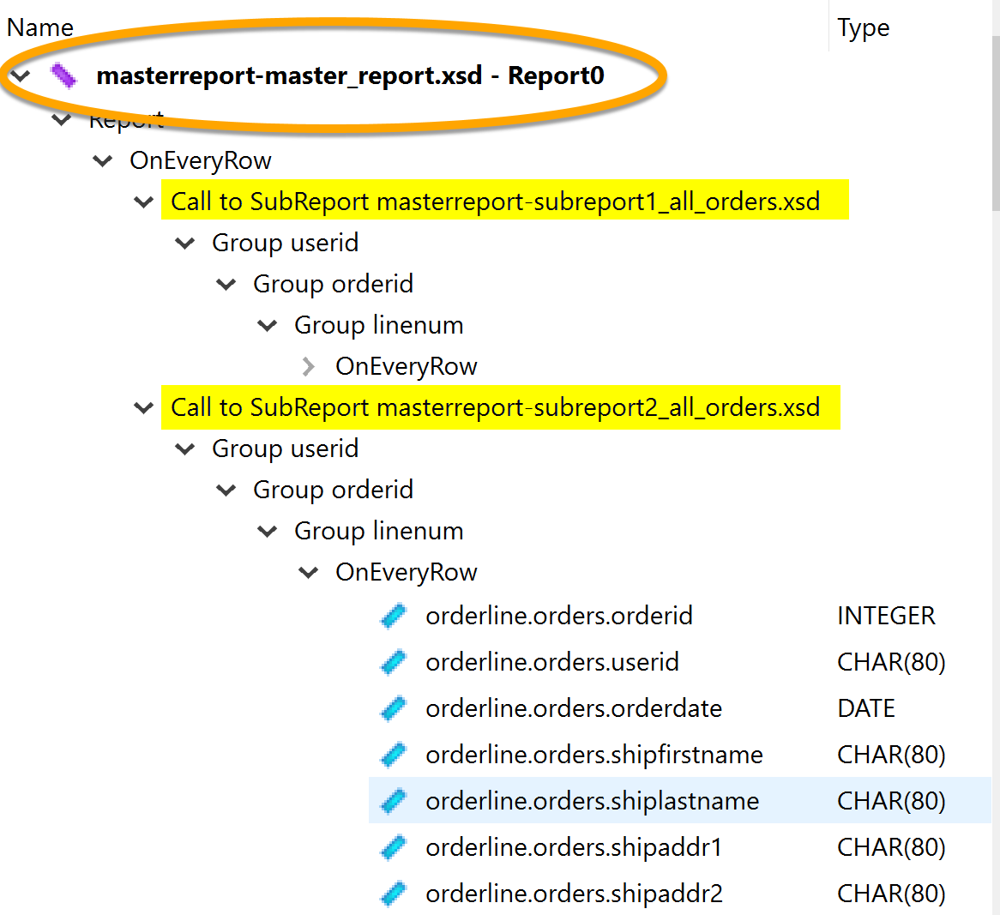 Name Type
masterreport-master_report.xsd - Report0
Report
OnEveryRow
Call to SubReport masterreport-subreport1_all_orders.xsd
Group userid
Group orderid
Group linenum
OnEveryRow
Call to SubReport masterreport-subreport2_all_orders.xsd
Group userid
Group orderid
Group linenum
OnEveryRow
orderline.orders.orderid INTEGER
orderline.orders.userid CHAR(80)
orderline.orders.orderdate DATE
orderline.orders.shipfirstname CHAR(80)
orderline.orders.shiplastname CHAR(80)
orderline.orders.shipaddr1 CHAR(80)
orderline.orders.shipaddr2 CHAR(80)